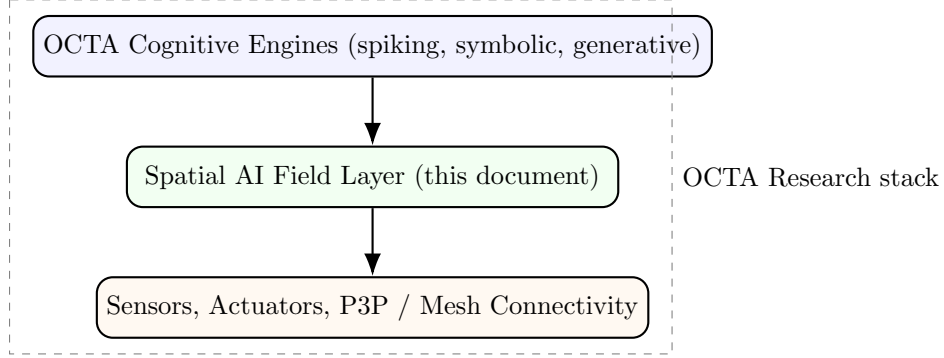 OCTA Cognitive Engines (spiking, symbolic, generative)
Spatial AI Field Layer (this document)
OCTA Research stack
Sensors, Actuators, P3P / Mesh Connectivity